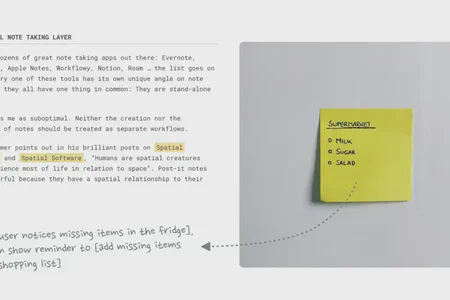 L NOTE TAKING LAYER
ozens of great note taking apps out there: Evernote,
, Apple Notes, Workflowy, Notion, Roam … the list goes on
ry one of these tools has its own unique angle on note
they all have one thing in common: They are stand-alone
s me as suboptimal. Neither the creation nor the
of notes should be treated as separate workflows.
mer points out in his brilliant posts on Spatial
and Spatial Software, "Humans are spatial creatures
ience most of life in relation to space". Post-it notes
rful because they have a spatial relationship to their
user notices missing items in the fridge],
n show reminder to [add missing items
shopping list]
SUPERMARKET
MILK
SUGAR
SALAD